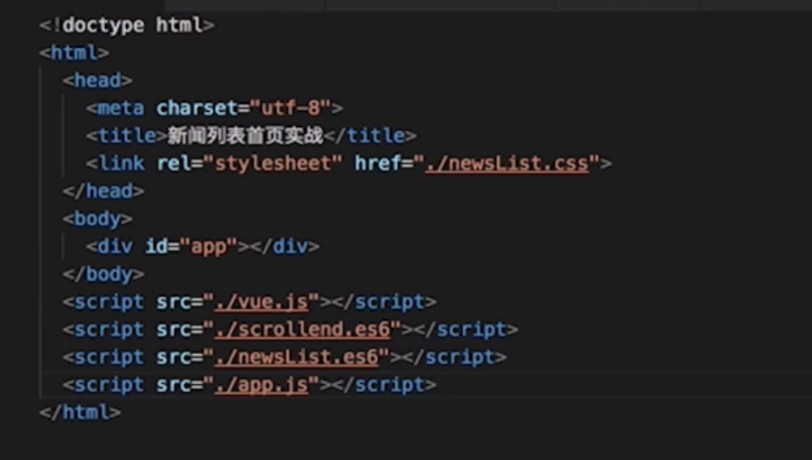 <!doctype html>
<html>
<head>
<meta charset="utf-8">
<title>新闻列表首页实战</title>
<link rel="stylesheet" href="./newsList.css">
</head>
<body>
<div id="app"></div>
</body>
<script src="./vue.js"></script>
<script src="./scrollend.es6"></script>
<script src="./newsList.es6"></script>
<script src="./app.js"></script>
</html>